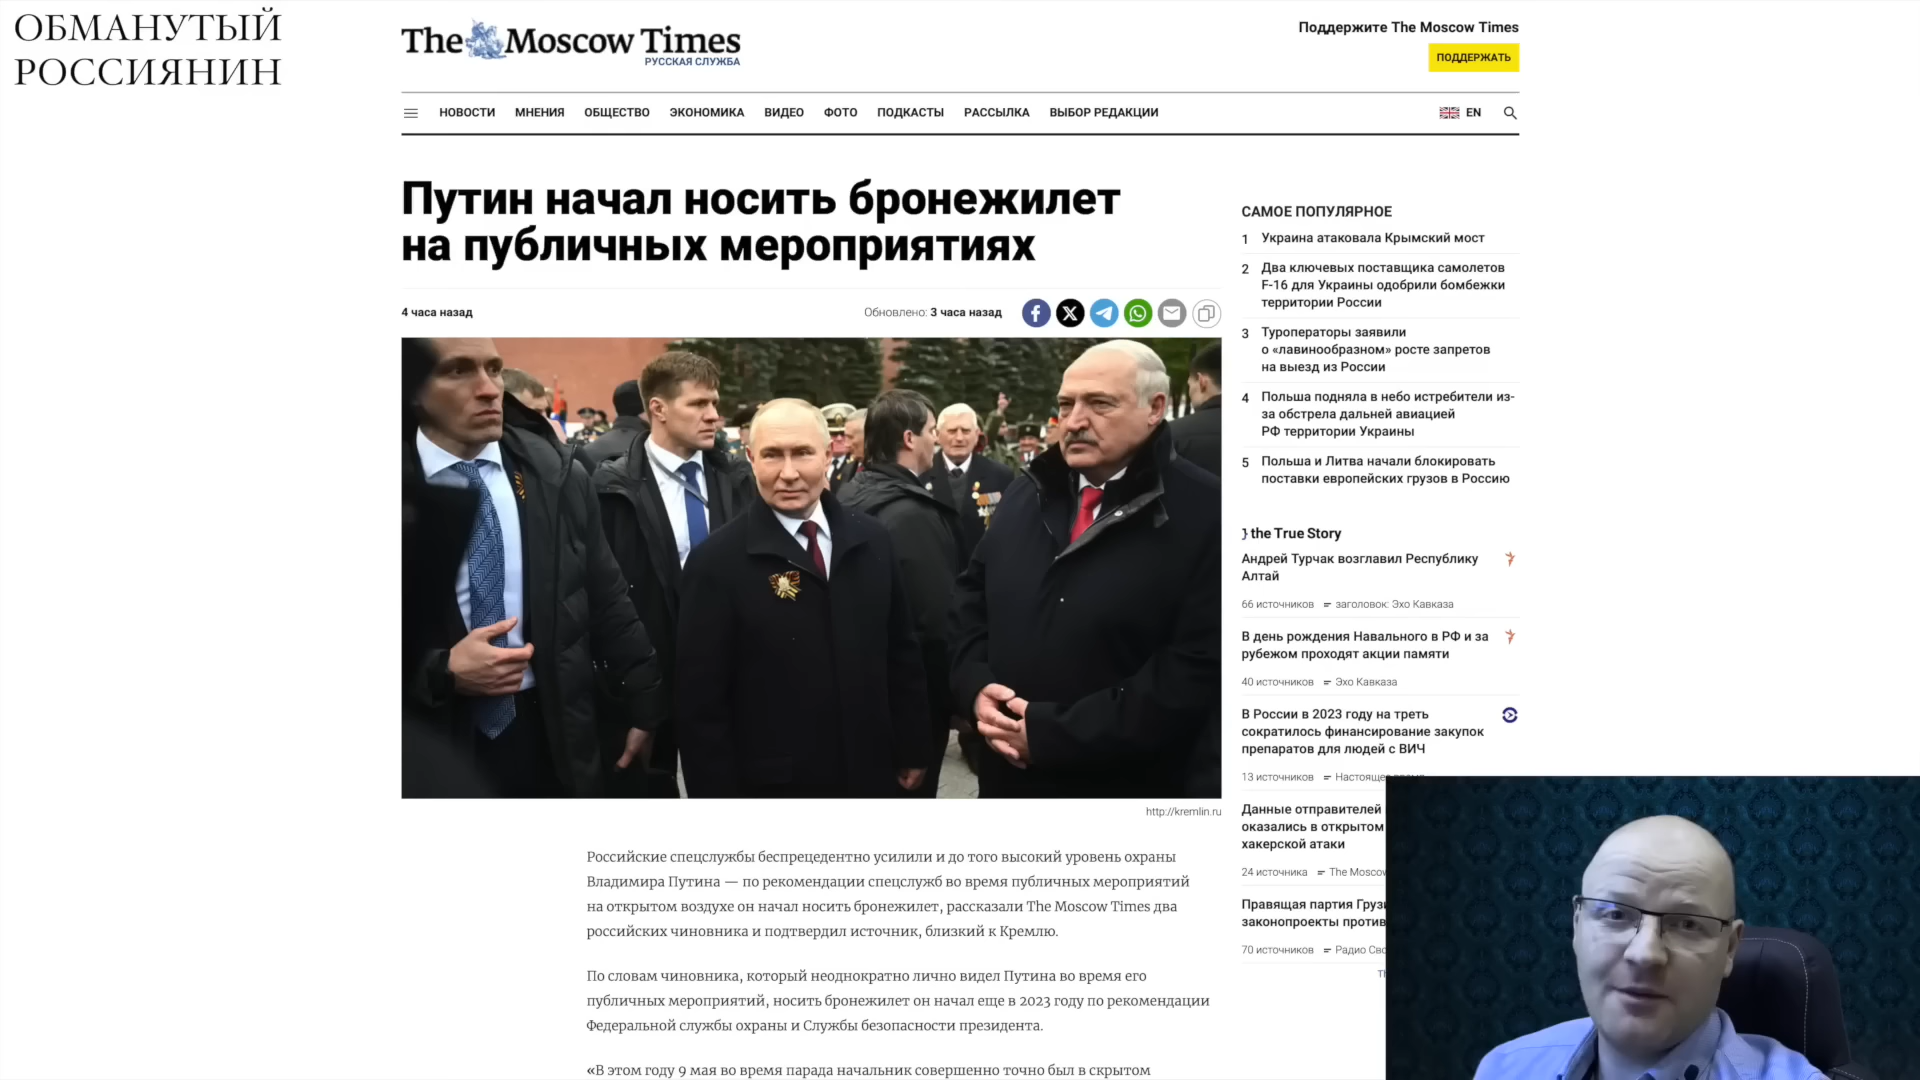 ОБМАНУТЫЙ
РОССИЯНИН
The Moscow Times
РУССКАЯ СЛУЖБА
Поддержите The Moscow Times
ПОДДЕРЖАТЬ
НОВОСТИ МНЕНИЯ ОБЩЕСТВО ЭКОНОМИКА ВИДЕО ФОТО ПОДКАСТЫ РАССЫЛКА ВЫБОР РЕДАКЦИИ EN
Путин начал носить бронежилет
на публичных мероприятиях
4 часа назад
Обновлено: 3 часа назад
http://kremlin.ru
Российские спецслужбы беспрецедентно усилили и до того высокий уровень охраны
Владимира Путина — по рекомендации спецслужб во время публичных мероприятий
на открытом воздухе он начал носить бронежилет, рассказали The Moscow Times два
российских чиновника и подтвердил источник, близкий к Кремлю.
По словам чиновника, который неоднократно лично видел Путина во время его
публичных мероприятий, носить бронежилет он начал еще в 2023 году по рекомендации
Федеральной службы охраны и Службы безопасности президента.
«В этом году 9 мая во время парада начальник совершенно точно был в скрытом
САМОЕ ПОПУЛЯРНОЕ
1 Украина атаковала Крымский мост
2 Два ключевых поставщика самолетов
F-16 для Украины одобрили бомбежки
территории России
3 Туроператоры заявили
о «лавинообразном» росте запретов
на выезд из России
4 Польша подняла в небо истребители из-
за обстрела дальней авиацией
РФ территории Украины
5 Польша и Литва начали блокировать
поставки европейских грузов в Россию
} the True Story
Андрей Турчак возглавил Республику
Алтай
66 источников заголовок: Эхо Кавказа
В день рождения Навального в РФ и за
рубежом проходят акции памяти
40 источников Эхо Кавказа
В России в 2023 году на треть
сократилось финансирование закупок
препаратов для людей с ВИЧ
13 источников Настоящее время
Данные отправителей
оказались в открытом
хакерской атаки
24 источника The Moscow
Правящая партия Грузи
законопроекты против
70 источников Радио Сво